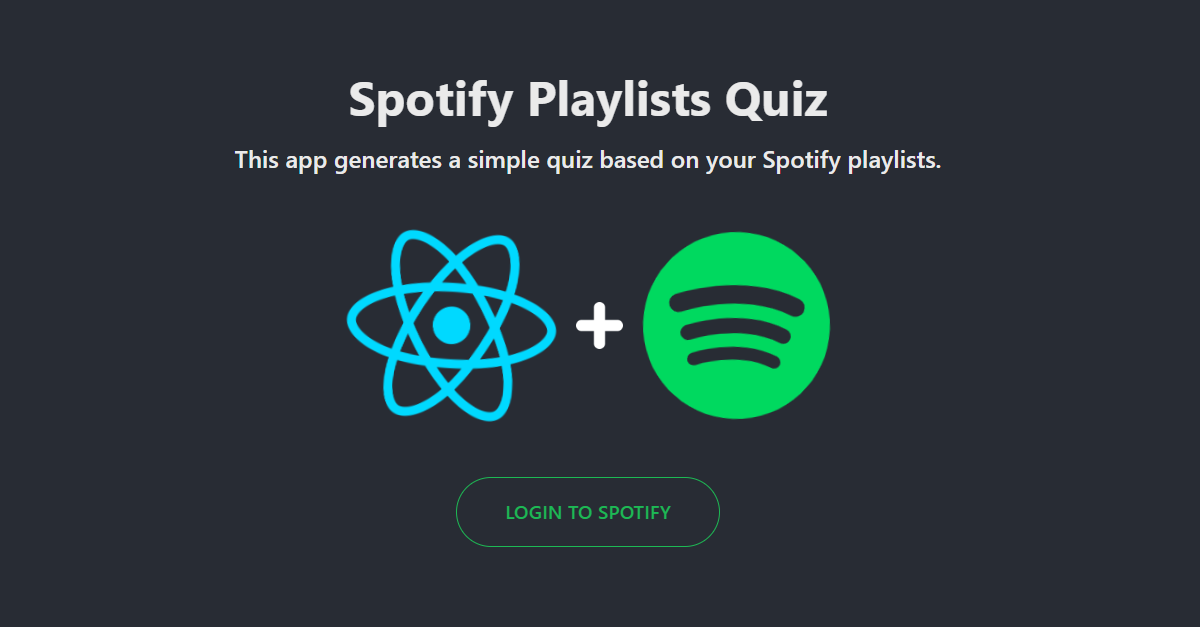 Spotify Playlists Quiz
This app generates a simple quiz based on your Spotify playlists.
LOGIN TO SPOTIFY